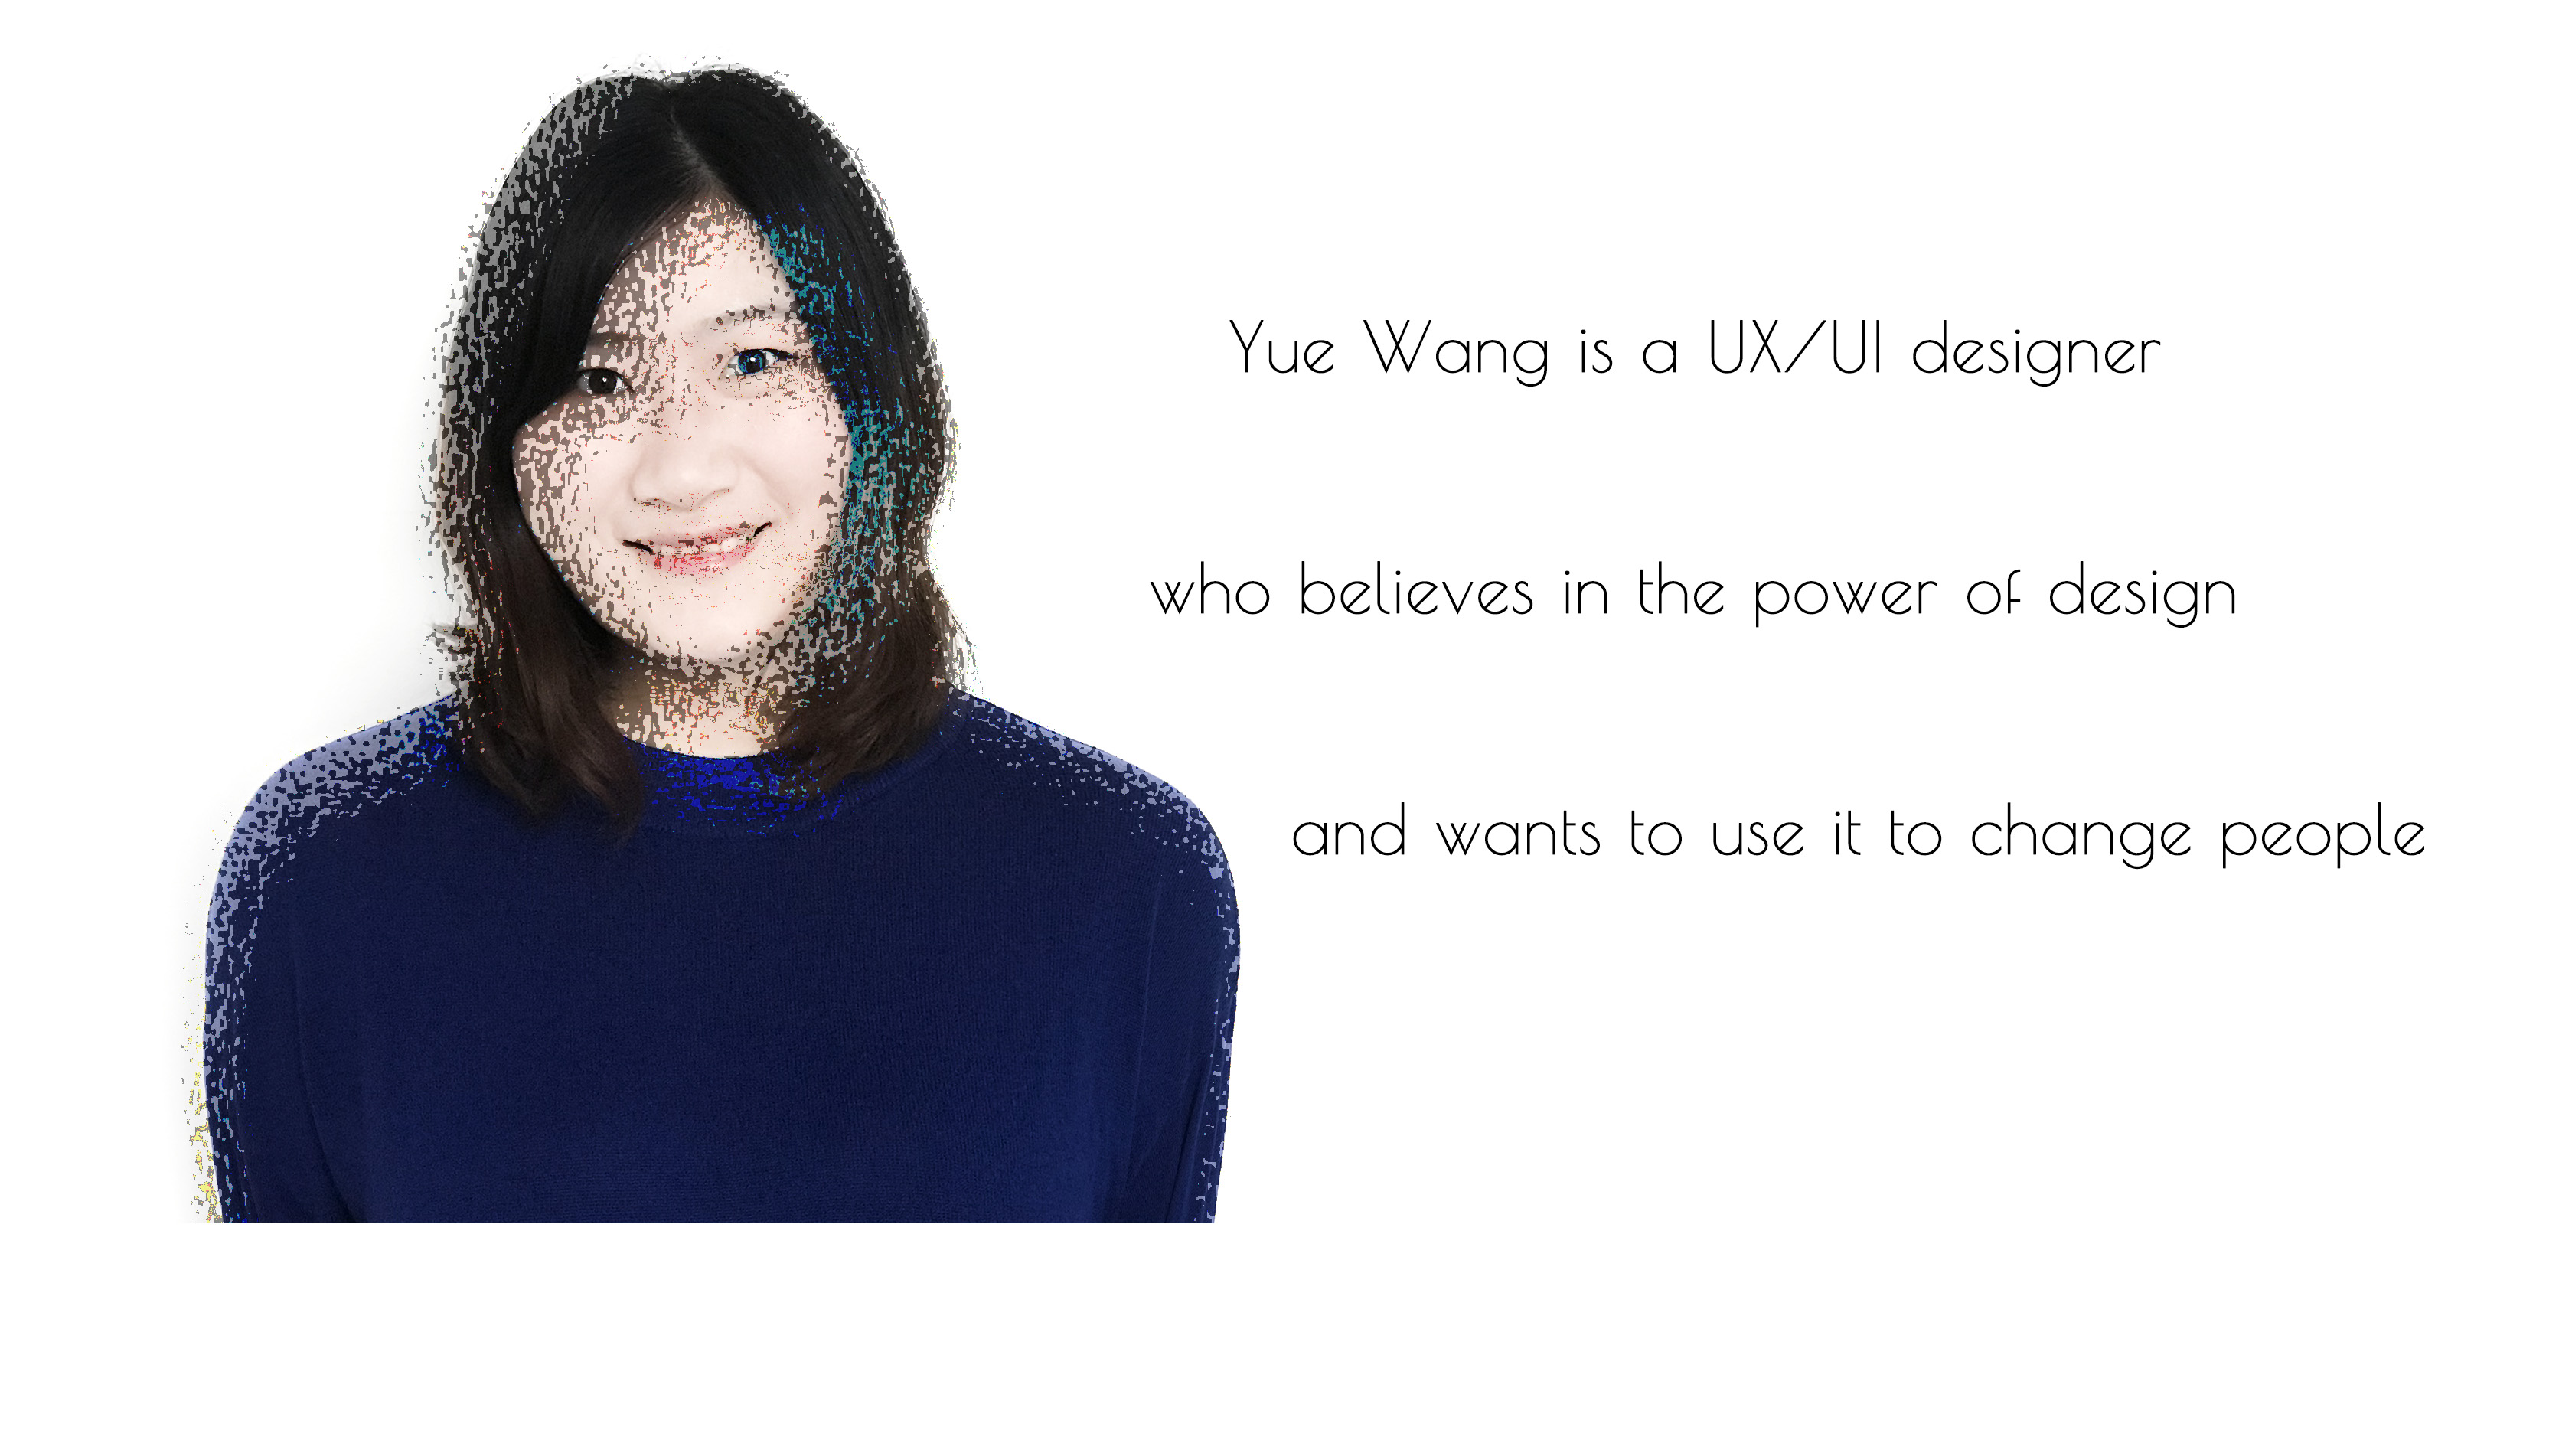 Yue Wang is a UX/UI designer
who believes in the power of design
and wants to use it to change people